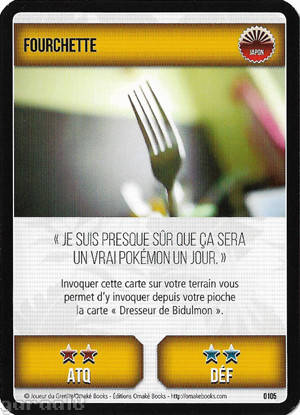 FOURCHETTE
JAPON
« JE SUIS PRESQUE SÛR QUE ÇA SERA
UN VRAI POKÉMON UN JOUR. »
Invoquer cette carte sur votre terrain vous
permet d'y invoquer depuis votre pioche
la carte « Dresseur de Bidulmon ».
ATQ
DÉF
© Joueur du Grenier/Omaké Books - Éditions Omaké Books - http://omakebooks.com
0105